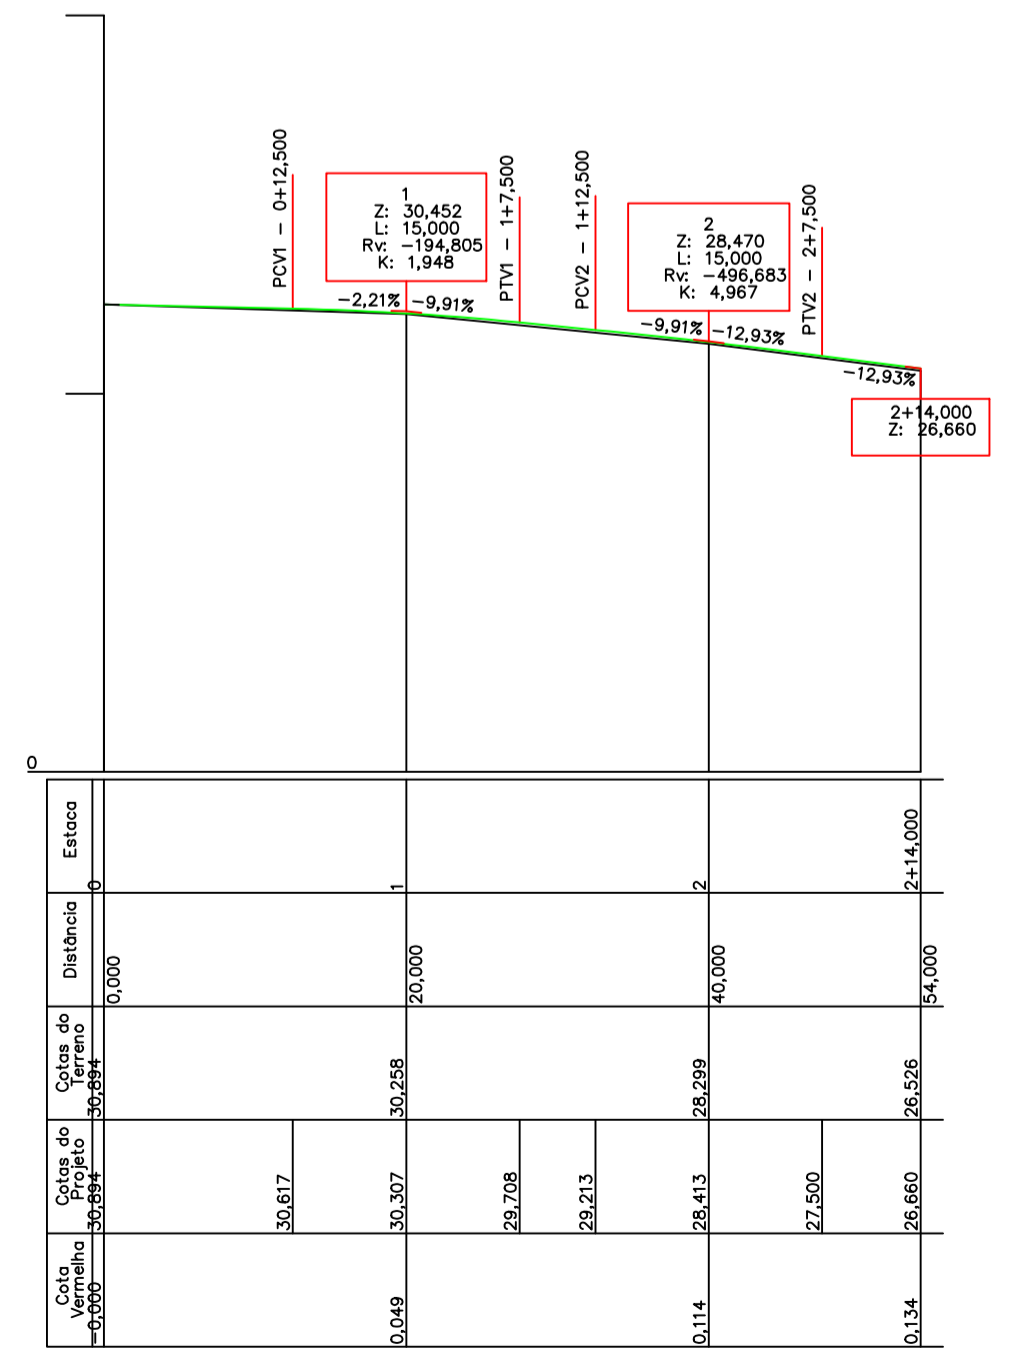 PCV1 - 0+12,500
1
Z: 30,452
L: 15,000
Rv: -194,805
K: 1,948
-2,21%
-9,91%
PTV1 - 1+7,500
PCV2 - 1+12,500
2
Z: 28,470
L: 15,000
Rv: -496,683
K: 4,967
-9,91%
-12,93%
PTV2 - 2+7,500
-12,93%
2+14,000
Z: 26,660
0
Estaca
0
1
2
2+14,000
Distância
0,000
20,000
40,000
54,000
Cotas do
Terreno
30,894
30,258
28,299
26,526
Cotas do
Projeto
30,894
30,617
30,307
29,708
29,213
28,413
27,500
26,660
Cota
Vermelha
-0,000
0,049
0,114
0,134